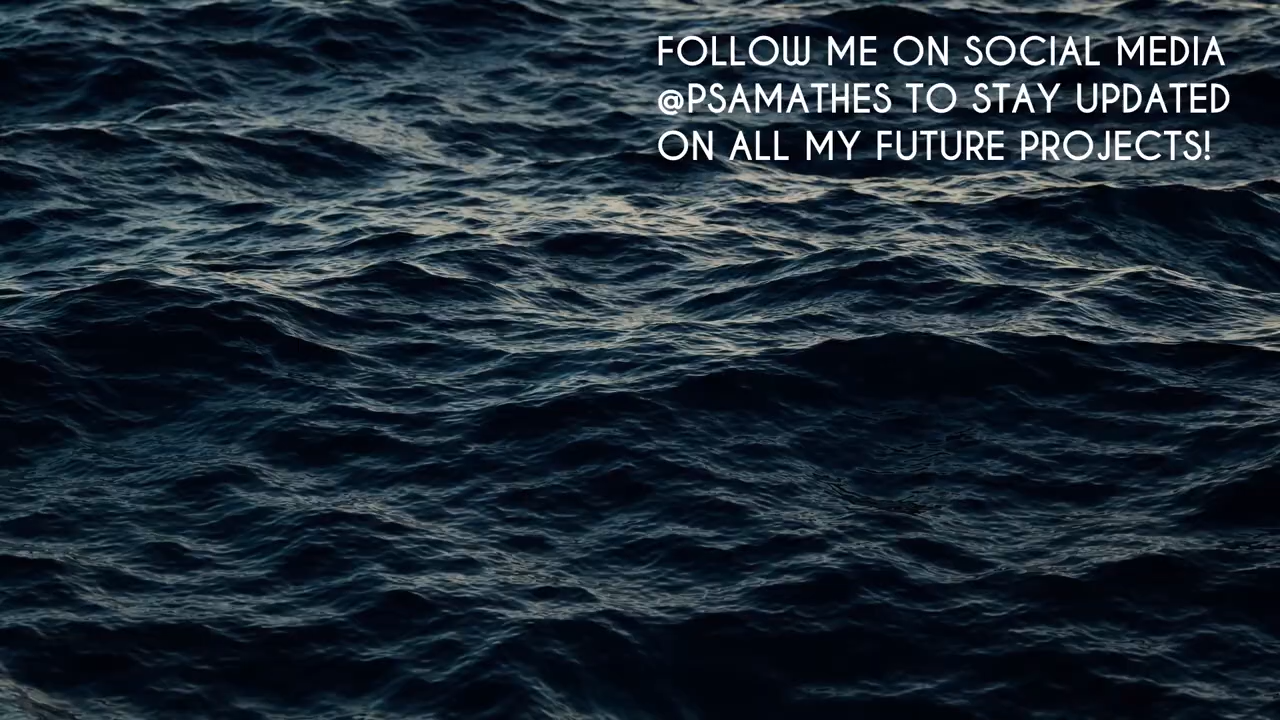 FOLLOW ME ON SOCIAL MEDIA
@PSAMATHES TO STAY UPDATED
ON ALL MY FUTURE PROJECTS!